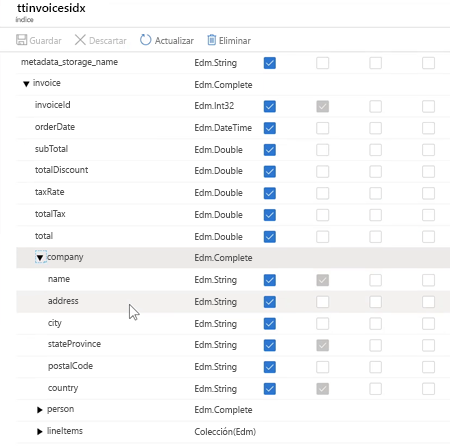 ttinvoicesidx
índice
Guardar Descartar Actualizar Eliminar
metadata_storage_name Edm.String
invoice Edm.Complete
invoiceId Edm.Int32
orderDate Edm.DateTime
subTotal Edm.Double
totalDiscount Edm.Double
taxRate Edm.Double
totalTax Edm.Double
total Edm.Double
company Edm.Complete
name Edm.String
address Edm.String
city Edm.String
stateProvince Edm.String
postalCode Edm.String
country Edm.String
person Edm.Complete
lineItems Colección(Edm)